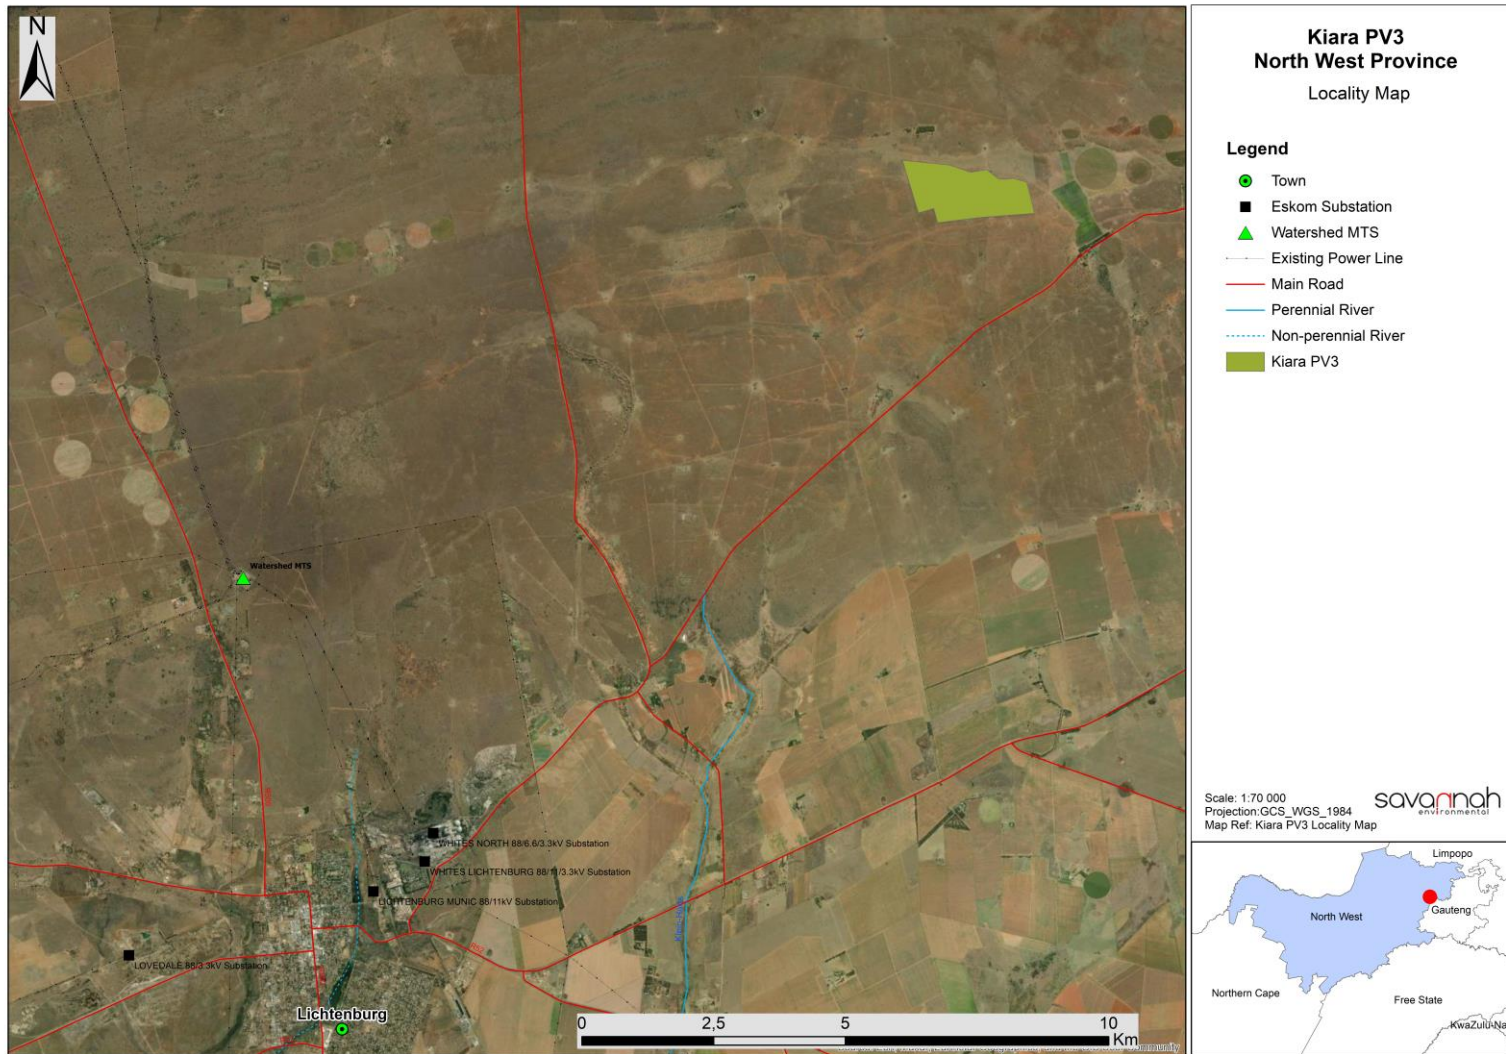 N
Watershed MTS
WHITES NORTH 88/6.6/3.3kV Substation
WHITES LICHTENBURG 88/11/3.3kV Substation
LICHTENBURG MUNIC 88/11kV Substation
LOVEDALE 88/3.3kV Substation
Lichtenburg
0 2,5 5 10
Km
Kiara PV3
North West Province
Locality Map
Legend
Town
Eskom Substation
Watershed MTS
Existing Power Line
Main Road
Perennial River
Non-perennial River
Kiara PV3
Scale: 1:70 000
Projection:GCS_WGS_1984
Map Ref: Kiara PV3 Locality Map
savannah
environmental
Limpopo
North West
Gauteng
Northern Cape
Free State
KwaZulu-Na